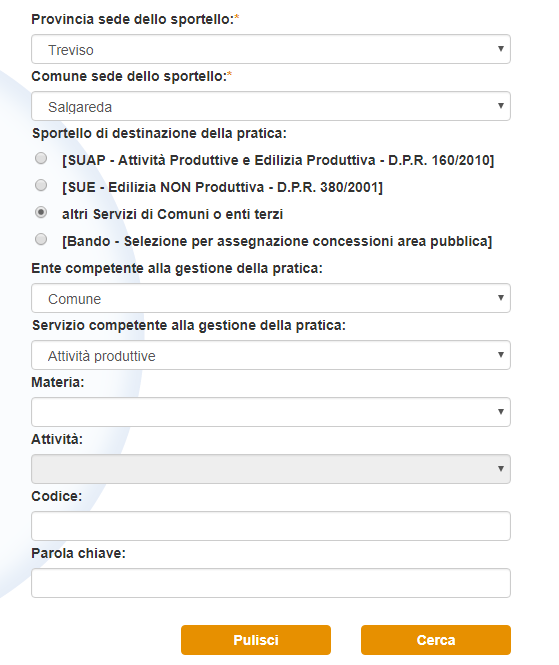 Provincia sede dello sportello:*
Treviso
Comune sede dello sportello:*
Salgareda
Sportello di destinazione della pratica:
[SUAP - Attività Produttive e Edilizia Produttiva - D.P.R. 160/2010]
[SUE - Edilizia NON Produttiva - D.P.R. 380/2001]
altri Servizi di Comuni o enti terzi
[Bando - Selezione per assegnazione concessioni area pubblica]
Ente competente alla gestione della pratica:
Comune
Servizio competente alla gestione della pratica:
Attività produttive
Materia:
Attività:
Codice:
Parola chiave:
Pulisci Cerca